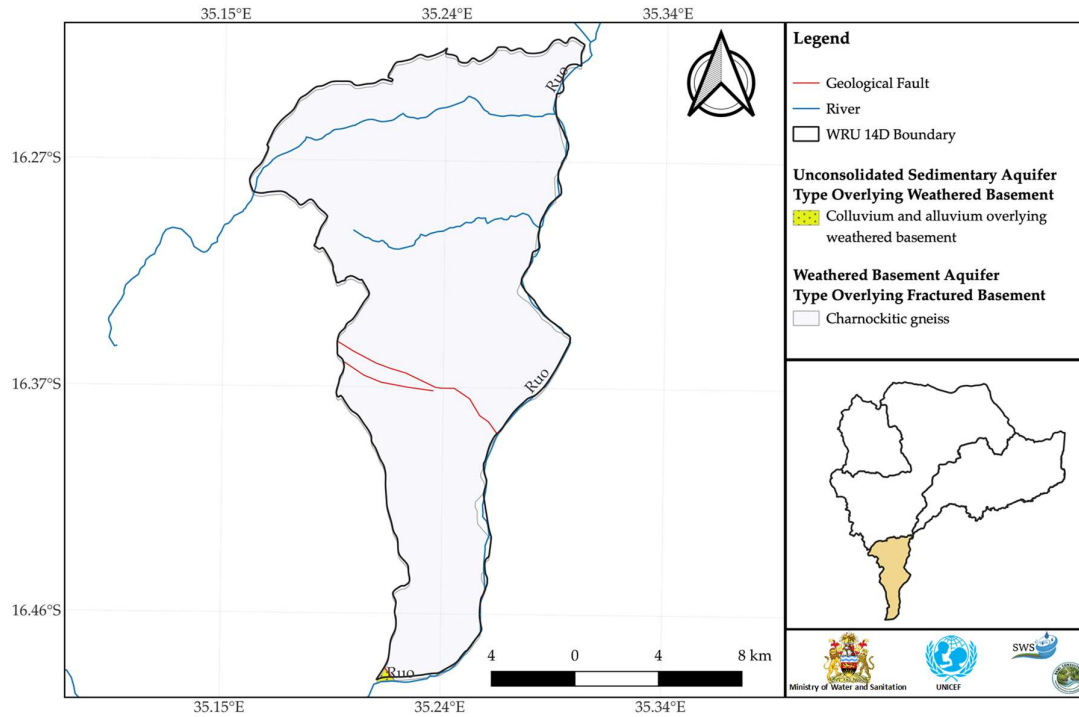 35.15°E 35.24°E 35.34°E
Ruo
16.27°S
Ruo
16.37°S
16.46°S
Ruo
4 0 4 8 km
35.15°E 35.24°E 35.34°E
Legend
Geological Fault
River
WRU 14D Boundary
Unconsolidated Sedimentary Aquifer
Type Overlying Weathered Basement
Colluvium and alluvium overlying
weathered basement
Weathered Basement Aquifer
Type Overlying Fractured Basement
Charnockitic gneiss
Ministry of Water and Sanitation
UNICEF
SWS